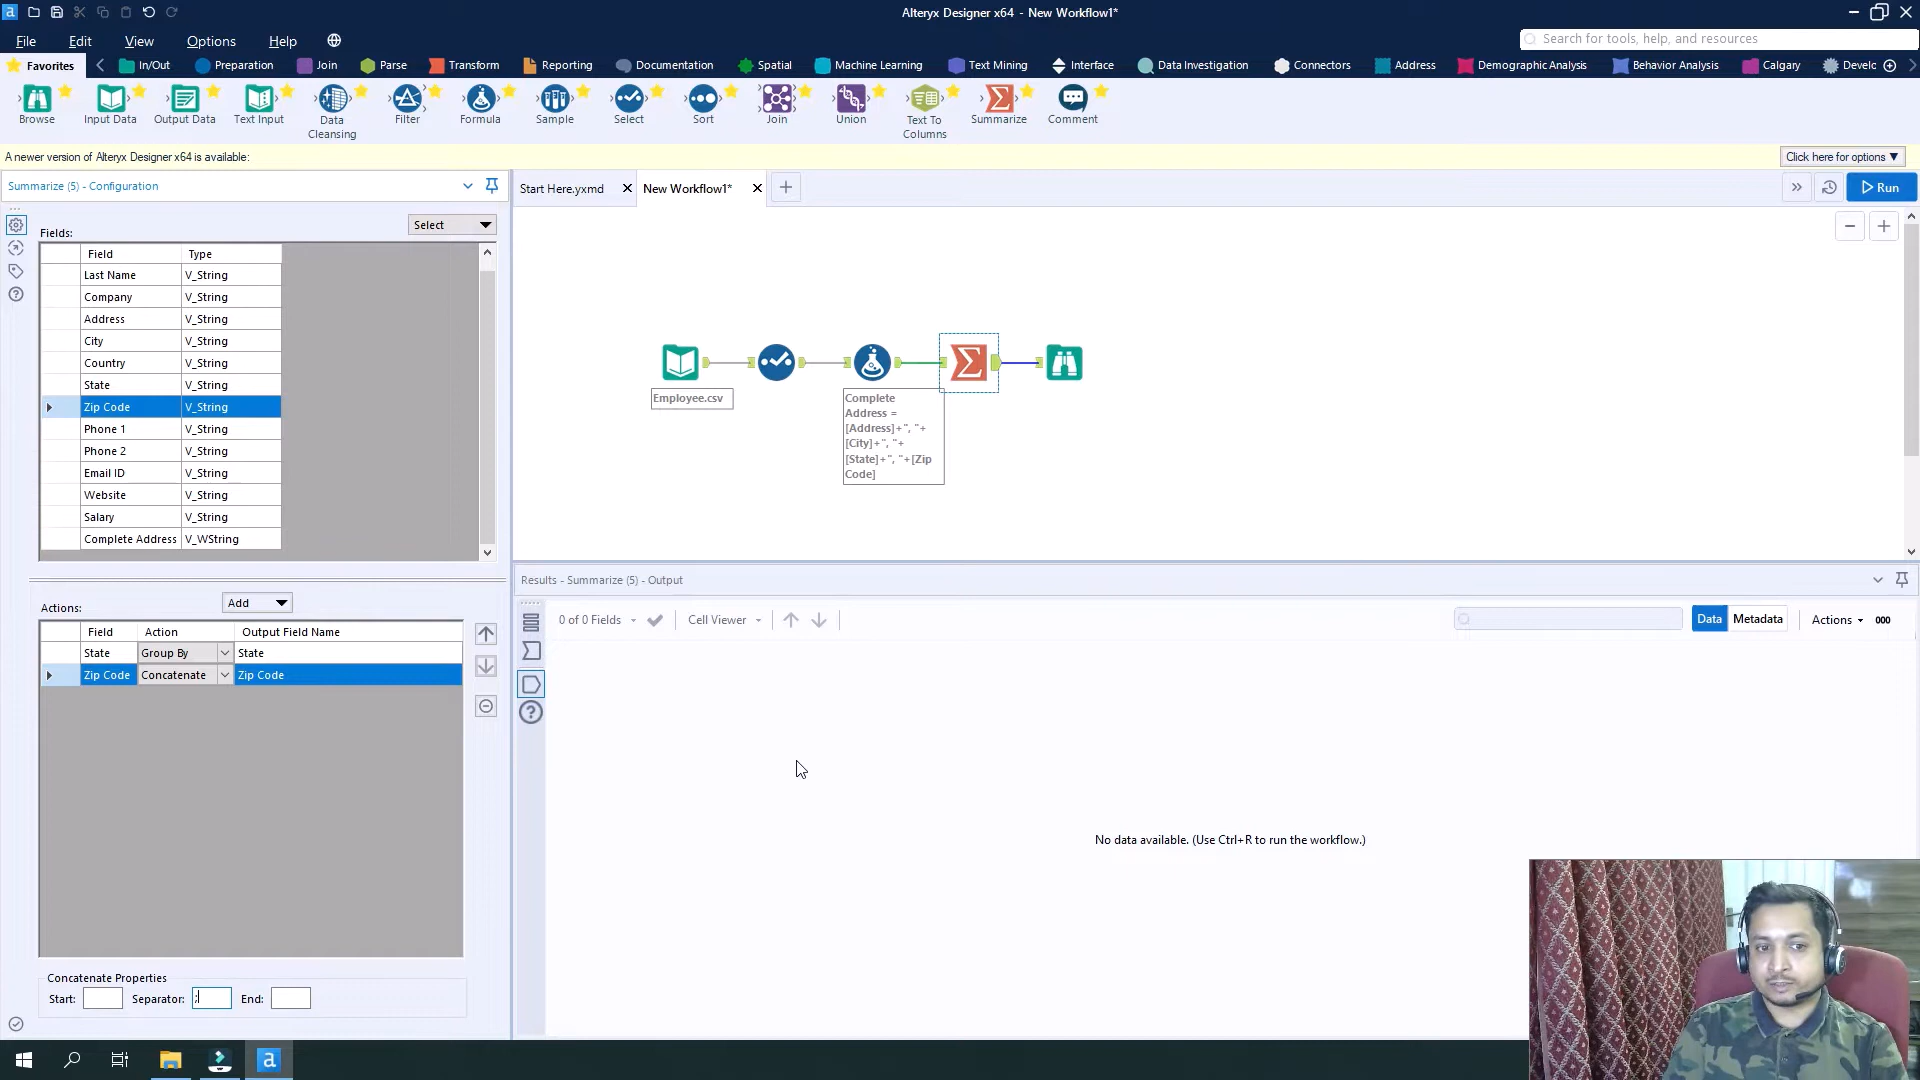 Alteryx Designer x64 - New Workflow1*
File Edit View Options Help
Search for tools, help, and resources
Favorites In/Out Preparation Join Parse Transform Reporting Documentation Spatial Machine Learning Text Mining Interface Data Investigation Connectors Address Demographic Analysis Behavior Analysis Calgary Develc
Browse Input Data Output Data Text Input Data Cleansing Filter Formula Sample Select Sort Join Union Text To Columns Summarize Comment
A newer version of Alteryx Designer x64 is available:
Click here for options ▼
Summarize (5) - Configuration
Start Here.yxmd
New Workflow1*
Run
Fields:
Select
Field Type
Last Name V_String
Company V_String
Address V_String
City V_String
Country V_String
State V_String
Zip Code V_String
Phone 1 V_String
Phone 2 V_String
Email ID V_String
Website V_String
Salary V_String
Complete Address V_WString
Actions:
Add
Field Action Output Field Name
State Group By State
Zip Code Concatenate Zip Code
Concatenate Properties
Start: Separator: End:
Employee.csv
Complete
Address =
[Address]+", "+
[City]+", "+
[State]+", "+[Zip
Code]
Results - Summarize (5) - Output
0 of 0 Fields Cell Viewer
Data Metadata Actions 000
No data available. (Use Ctrl+R to run the workflow.)